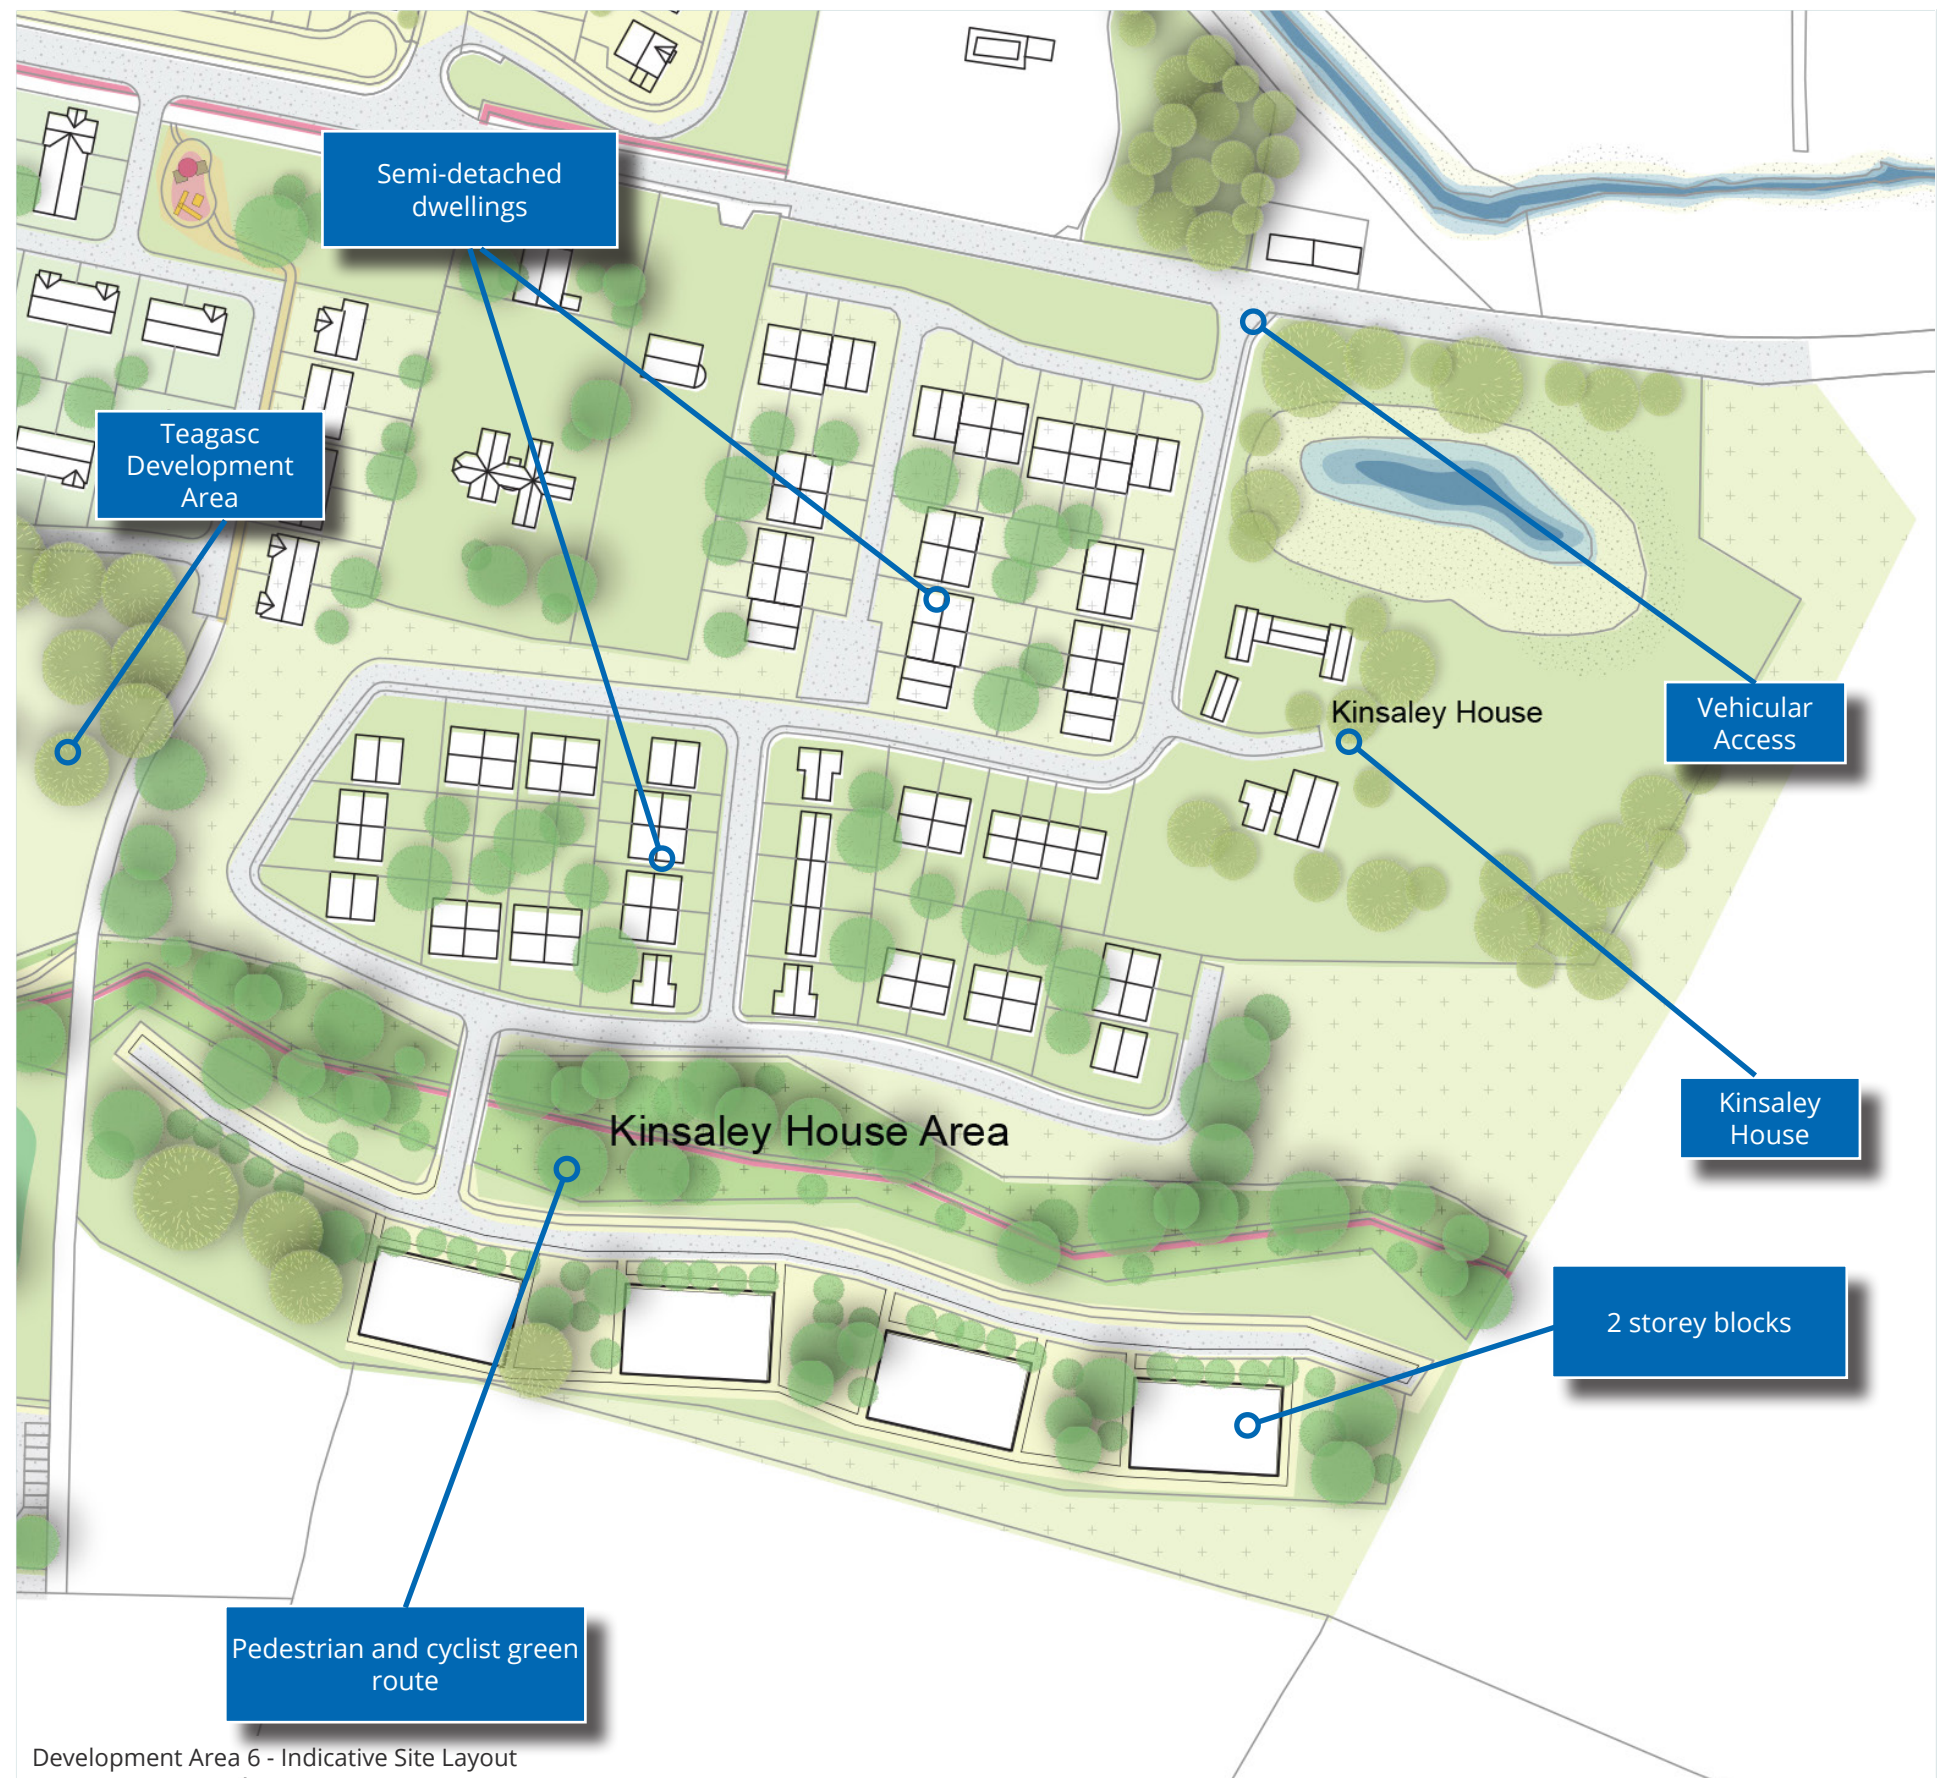 Semi-detached
dwellings
Teagasc
Development
Area
Vehicular
Access
Kinsaley House
Kinsaley
House
Kinsaley House Area
2 storey blocks
Pedestrian and cyclist green
route
Development Area 6 - Indicative Site Layout